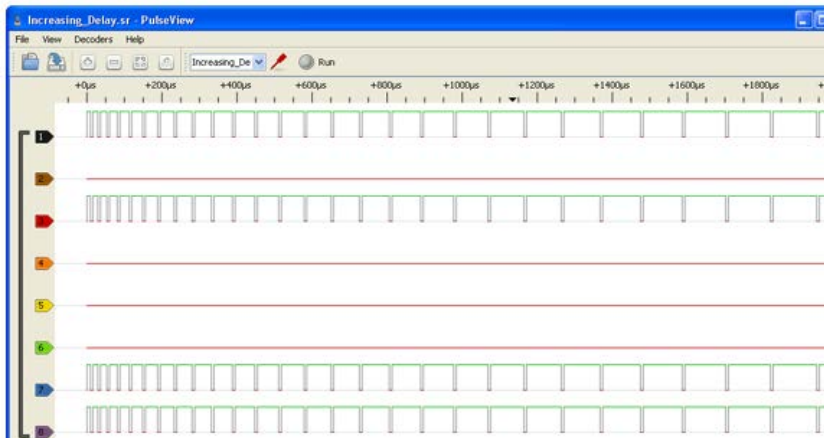 Increasing_Delay.sr - PulseView
File View Decoders Help
Increasing_De Run
+0µs +200µs +400µs +600µs +800µs +1000µs +1200µs +1400µs +1600µs +1800µs +
1
2
3
4
5
6
7
8